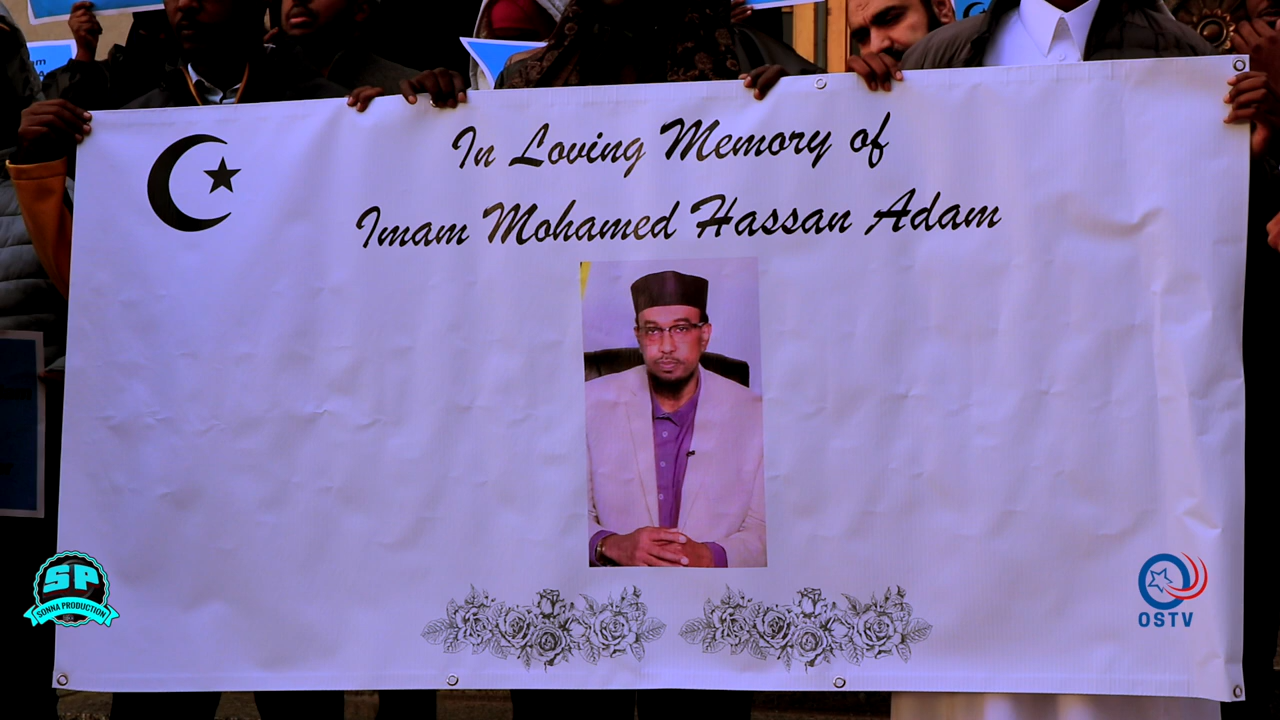 In Loving Memory of
Imam Mohamed Hassan Adam
SP
SONNA PRODUCTION
OSTV